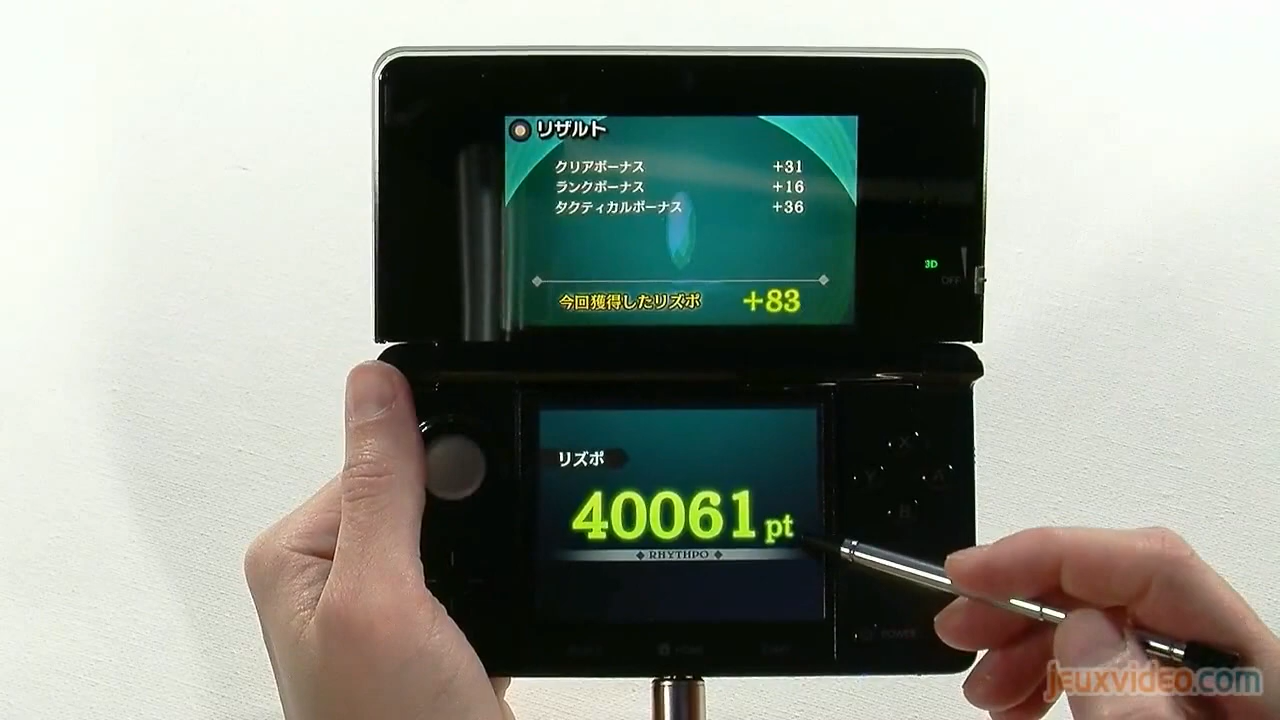 リザルト
クリアボーナス +31
ランクボーナス +16
タクティカルボーナス +36
今回獲得したリズポ +83
3D
OFF
リズポ
40061 pt
RHYTHPO
X
Y
A
B
HOME
POWER
jeuxvideo.com